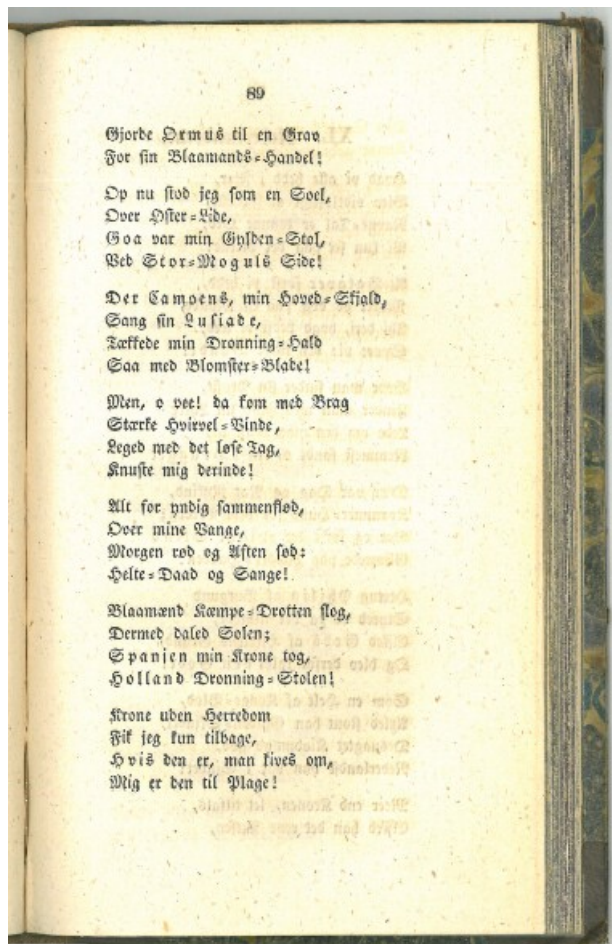 89
Gjorde Ormus til en Grav
For sin Blaamands-Handel!
Op nu stod jeg som en Soel,
Over Øster-Lide,
Goa var min Gylden-Stol,
Ved Stor-Moguls Side!
Der Camoens, min Hoved-Skjald,
Sang sin Lusiade,
Tækkede min Dronning-Hald
Saa med Blomster-Blade!
Men, o vee! da kom med Brag
Stærke Hvirvel-Vinde,
Leged med det løse Tag,
Knuste mig derinde!
Alt for yndig sammenflød,
Over mine Vange,
Morgen rød og Aften sød:
Helte-Daad og Sange!
Blaamænd Kæmpe-Drotten slog,
Dermed daled Solen;
Spanjen min Krone tog,
Holland Dronning-Stolen!
Krone uden Herredom
Fik jeg kun tilbage,
Hvis den er, man kives om,
Mig er den til Plage!